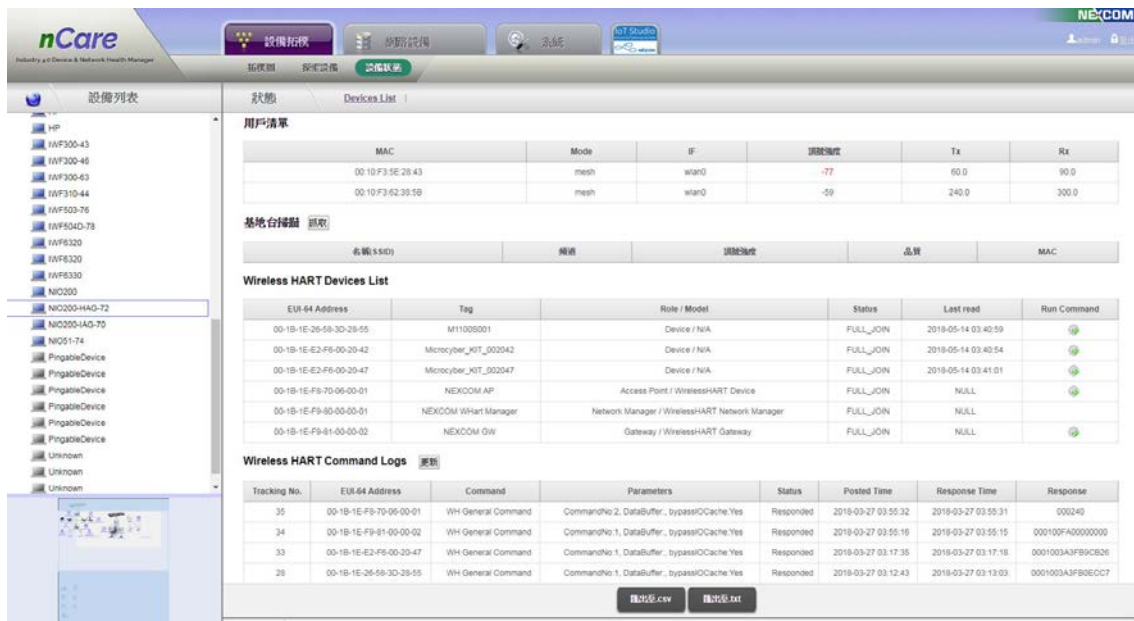 NEXCOM
nCare
Industry 4.0 Device & Network Health Manager
設備拓樸 網路設備 系統 IoT Studio
admin 登出
拓樸圖 探索設備 設備狀態
設備列表
狀態 Devices List
HP
IWF300-43
IWF300-46
IWF300-63
IWF310-44
IWF503-76
IWF504D-78
IWF6320
IWF6320
IWF6330
NIO200
NIO200-HAG-72
NIO200-IAG-70
NIO51-74
PingableDevice
PingableDevice
PingableDevice
PingableDevice
PingableDevice
PingableDevice
Unknown
Unknown
Unknown
用戶清單
MAC Mode IF 訊號強度 Tx Rx
00:10:F3:5E:28:43 mesh wlan0 -77 60.0 90.0
00:10:F3:62:39:5B mesh wlan0 -59 240.0 300.0
基地台掃描 抓取
名稱(SSID) 頻道 訊號強度 品質 MAC
Wireless HART Devices List
EUI-64 Address Tag Role / Model Status Last read Run Command
00-1B-1E-26-58-3D-28-55 M1100S001 Device / N/A FULL_JOIN 2018-05-14 03:40:59
00-1B-1E-E2-F6-00-20-42 Microcyber_KIT_002042 Device / N/A FULL_JOIN 2018-05-14 03:40:54
00-1B-1E-E2-F6-00-20-47 Microcyber_KIT_002047 Device / N/A FULL_JOIN 2018-05-14 03:41:01
00-1B-1E-F8-70-06-00-01 NEXCOM AP Access Point / WirelessHART Device FULL_JOIN NULL
00-1B-1E-F9-80-00-00-01 NEXCOM WHart Manager Network Manager / WirelessHART Network Manager FULL_JOIN NULL
00-1B-1E-F9-81-00-00-02 NEXCOM GW Gateway / WirelessHART Gateway FULL_JOIN NULL
Wireless HART Command Logs 更新
Tracking No. EUI-64 Address Command Parameters Status Posted Time Response Time Response
35 00-1B-1E-F8-70-06-00-01 WH General Command CommandNo:2, DataBuffer:, bypassIOCache:Yes Responded 2018-03-27 03:55:32 2018-03-27 03:55:31 000240
34 00-1B-1E-F9-81-00-00-02 WH General Command CommandNo:1, DataBuffer:, bypassIOCache:Yes Responded 2018-03-27 03:55:16 2018-03-27 03:55:15 000100FA00000000
33 00-1B-1E-E2-F6-00-20-47 WH General Command CommandNo:1, DataBuffer:, bypassIOCache:Yes Responded 2018-03-27 03:17:35 2018-03-27 03:17:18 0001003A3FB9CB26
28 00-1B-1E-26-58-3D-28-55 WH General Command CommandNo:1, DataBuffer:, bypassIOCache:Yes Responded 2018-03-27 03:12:43 2018-03-27 03:13:03 0001003A3FB0ECC7
匯出至.csv 匯出至.txt